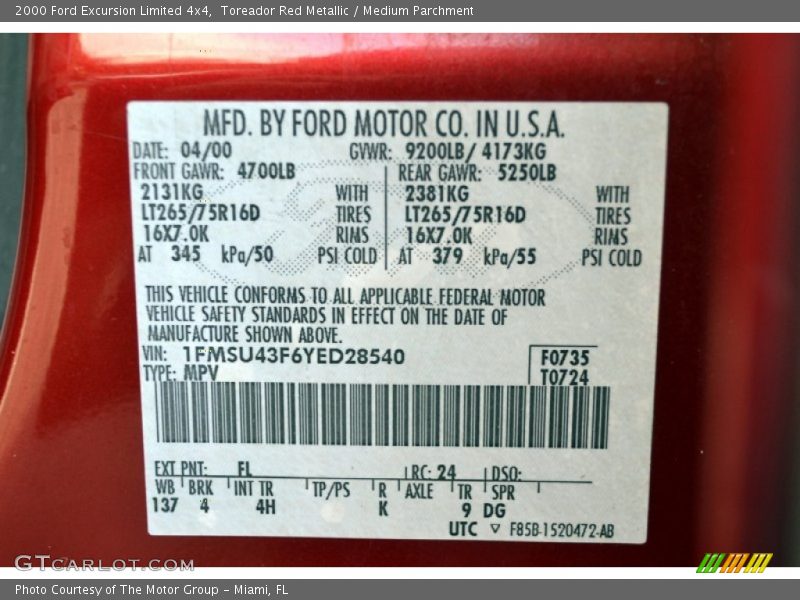 2000 Ford Excursion Limited 4x4,  Toreador Red Metallic / Medium Parchment
MFD. BY FORD MOTOR CO. IN U.S.A.
DATE: 04/00 GVWR: 9200LB/ 4173KG
FRONT GAWR: 4700LB REAR GAWR: 5250LB
2131KG WITH 2381KG WITH
LT265/75R16D TIRES LT265/75R16D TIRES
16X7.0K RIMS 16X7.0K RIMS
AT 345 kPa/50 PSI COLD AT 379 kPa/55 PSI COLD
THIS VEHICLE CONFORMS TO ALL APPLICABLE FEDERAL MOTOR
VEHICLE SAFETY STANDARDS IN EFFECT ON THE DATE OF
MANUFACTURE SHOWN ABOVE.
VIN: 1FMSU43F6YED28540 F0735
TYPE: MPV T0724
EXT PNT: FL RC: 24 DSO:
WB BRK INT TR TP/PS R AXLE TR SPR
137 4 4H K 9 DG
UTC ▽ F85B-1520472-AB
GTCARLOT.COM
Photo Courtesy of The Motor Group - Miami, FL